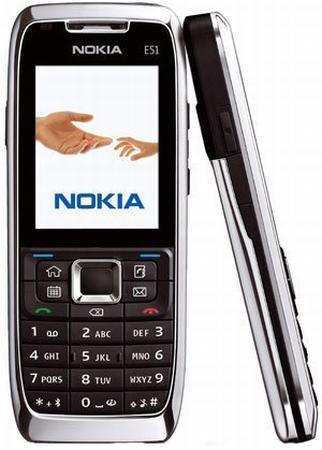 NOKIA E51
NOKIA
1 ABC 2 DEF 3
4 GHI 5 JKL MNO 6
7 PQRS 8 TUV WXYZ 9
* + 0 #